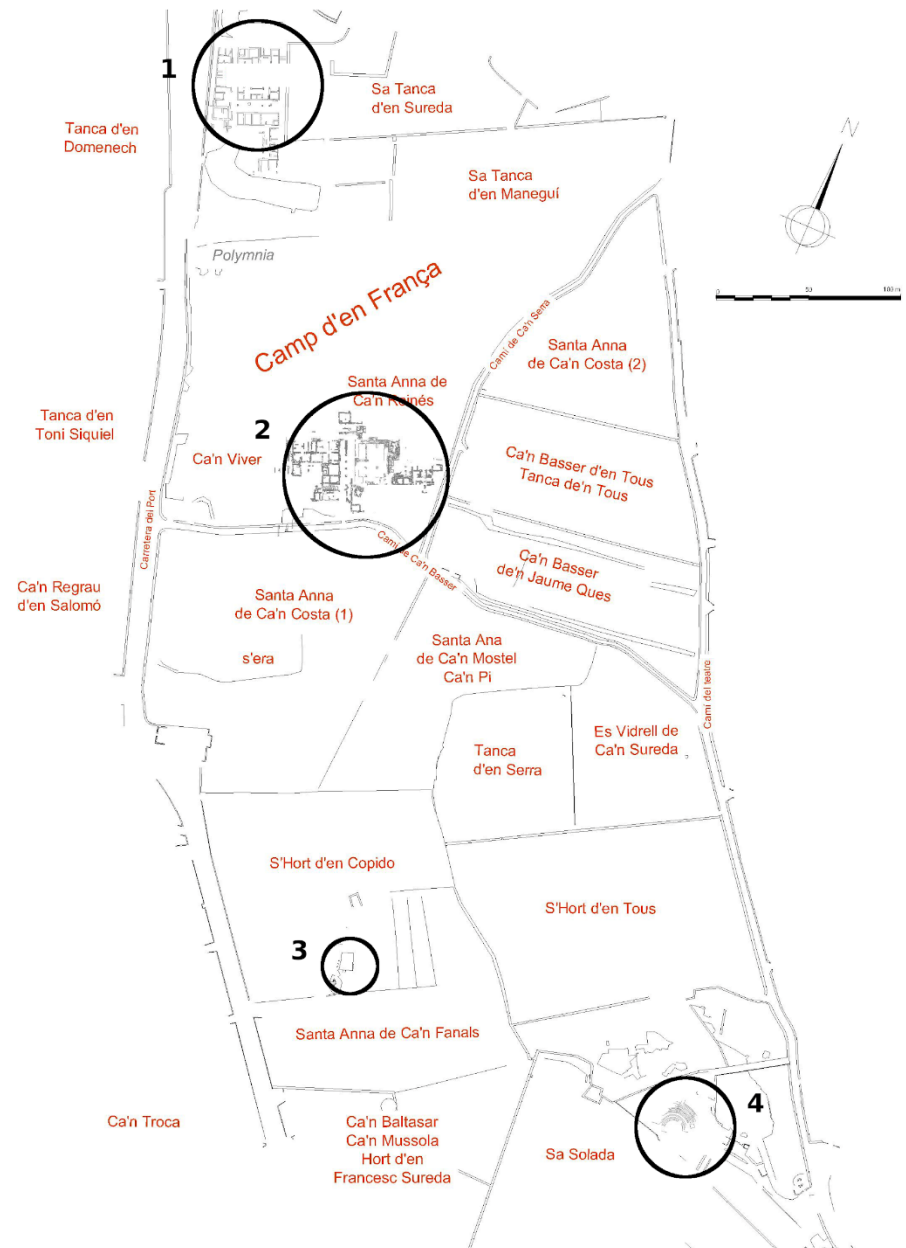 1
Sa Tanca
d'en Sureda
Tanca d'en
Domenech
Sa Tanca
d'en Maneguí
N
Polymnia
0 50 100 m
Camp d'en França
Camí de Ca'n Serra
Santa Anna
de Ca'n Costa (2)
Santa Anna de
Ca'n Reinés
Tanca d'en
Toni Siquiel
2
Ca'n Viver
Ca'n Basser d'en Tous
Tanca de'n Tous
Carretera del Port
Camí de Ca'n Basser
Ca'n Basser
de'n Jaume Ques
Ca'n Regrau
d'en Salomó
Santa Anna
de Ca'n Costa (1)
s'era
Santa Ana
de Ca'n Mostel
Ca'n Pi
Camí del teatre
Tanca
d'en Serra
Es Vidrell de
Ca'n Sureda
S'Hort d'en Copido
S'Hort d'en Tous
3
Santa Anna de Ca'n Fanals
Ca'n Troca
Ca'n Baltasar
Ca'n Mussola
Hort d'en
Francesc Sureda
Sa Solada
4